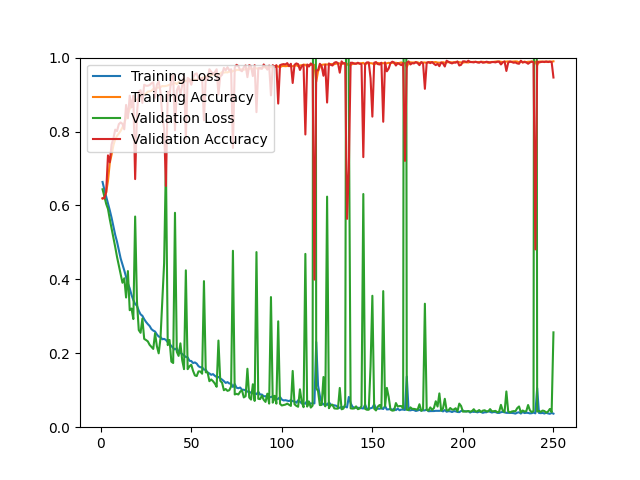 1.0
0.8
0.6
0.4
0.2
0.0
Training Loss
Training Accuracy
Validation Loss
Validation Accuracy
0 50 100 150 200 250